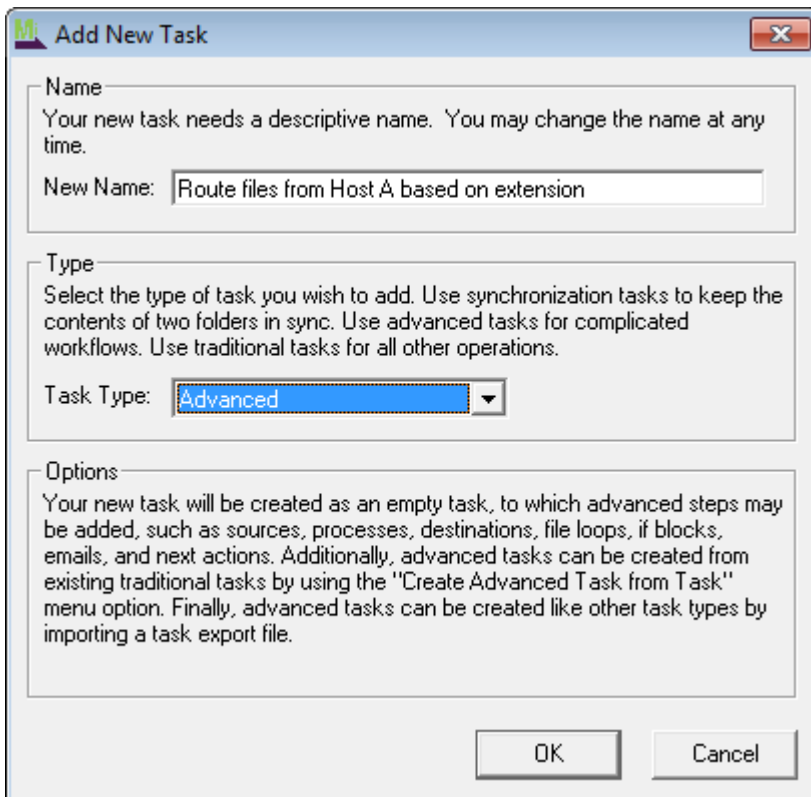 Add New Task
Name
Your new task needs a descriptive name.  You may change the name at any
time.
New Name: Route files from Host A based on extension
Type
Select the type of task you wish to add. Use synchronization tasks to keep the
contents of two folders in sync. Use advanced tasks for complicated
workflows. Use traditional tasks for all other operations.
Task Type: Advanced
Options
Your new task will be created as an empty task, to which advanced steps may
be added, such as sources, processes, destinations, file loops, if blocks,
emails, and next actions. Additionally, advanced tasks can be created from
existing traditional tasks by using the "Create Advanced Task from Task"
menu option. Finally, advanced tasks can be created like other task types by
importing a task export file.
OK Cancel